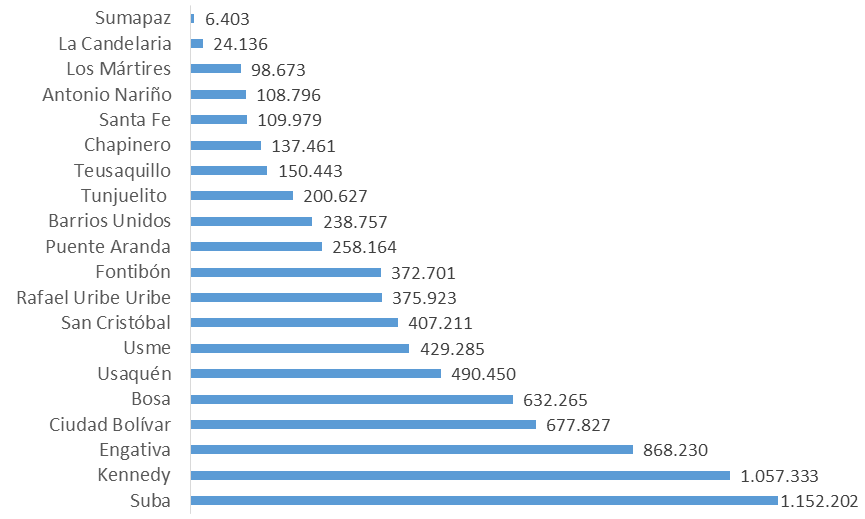 Sumapaz 6.403
La Candelaria 24.136
Los Mártires 98.673
Antonio Nariño 108.796
Santa Fe 109.979
Chapinero 137.461
Teusaquillo 150.443
Tunjuelito 200.627
Barrios Unidos 238.757
Puente Aranda 258.164
Fontibón 372.701
Rafael Uribe Uribe 375.923
San Cristóbal 407.211
Usme 429.285
Usaquén 490.450
Bosa 632.265
Ciudad Bolívar 677.827
Engativa 868.230
Kennedy 1.057.333
Suba 1.152.202